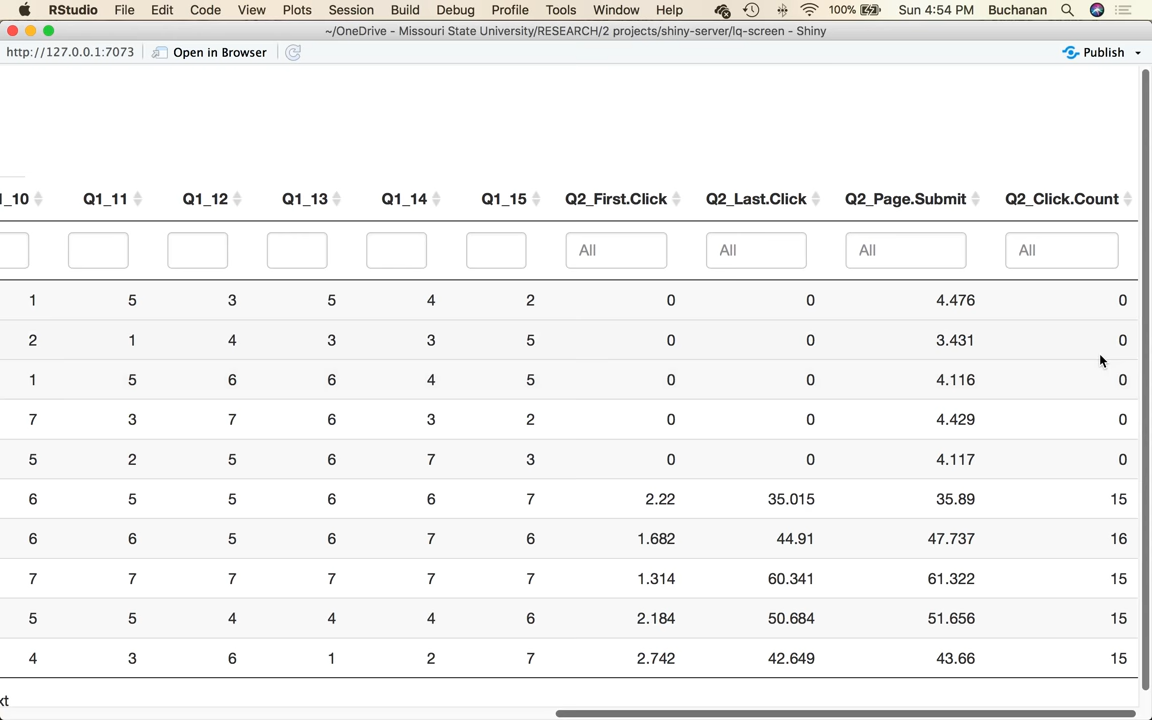 RStudio File Edit Code View Plots Session Build Debug Profile Tools Window Help 100% Sun 4:54 PM Buchanan
~/OneDrive - Missouri State University/RESEARCH/2 projects/shiny-server/lq-screen - Shiny
http://127.0.0.1:7073 Open in Browser Publish
1_10 Q1_11 Q1_12 Q1_13 Q1_14 Q1_15 Q2_First.Click Q2_Last.Click Q2_Page.Submit Q2_Click.Count
All All All All
1 5 3 5 4 2 0 0 4.476 0
2 1 4 3 3 5 0 0 3.431 0
1 5 6 6 4 5 0 0 4.116 0
7 3 7 6 3 2 0 0 4.429 0
5 2 5 6 7 3 0 0 4.117 0
6 5 5 6 6 7 2.22 35.015 35.89 15
6 6 5 6 7 6 1.682 44.91 47.737 16
7 7 7 7 7 7 1.314 60.341 61.322 15
5 5 4 4 4 6 2.184 50.684 51.656 15
4 3 6 1 2 7 2.742 42.649 43.66 15
xt